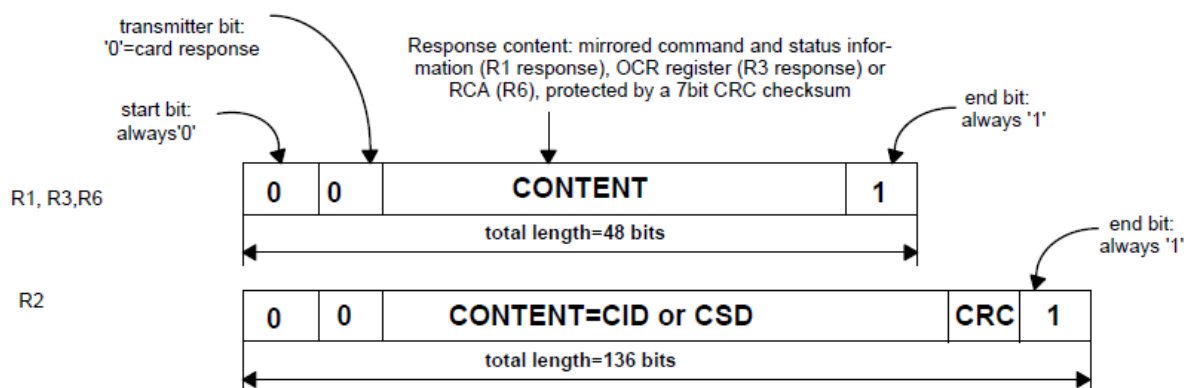 transmitter bit:
'0'=card response
Response content: mirrored command and status infor-
mation (R1 response), OCR register (R3 response) or
RCA (R6), protected by a 7bit CRC checksum
start bit:
always'0'
end bit:
always '1'
R1, R3,R6
0 0 CONTENT 1
total length=48 bits
end bit:
always '1'
R2
0 0 CONTENT=CID or CSD CRC 1
total length=136 bits